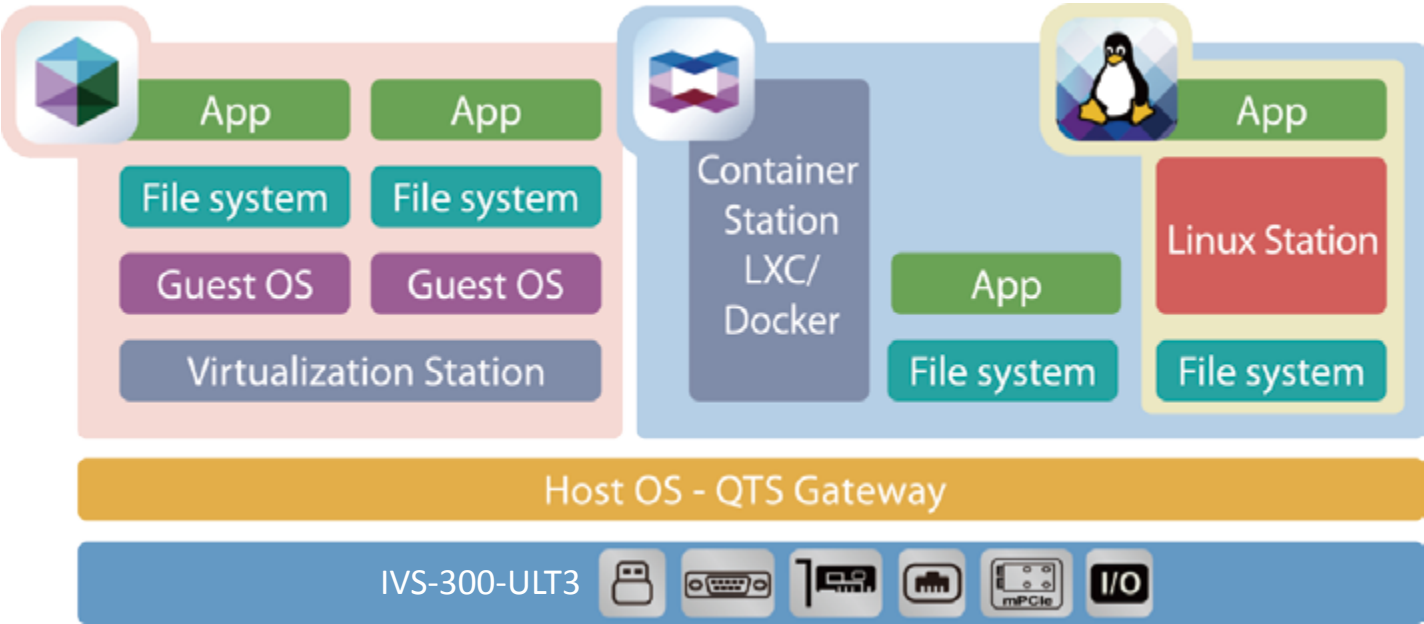 App
App
File system
File system
Guest OS
Guest OS
Virtualization Station
Container
Station
LXC/
Docker
App
File system
App
Linux Station
File system
Host OS - QTS Gateway
IVS-300-ULT3
mPCIe
I/O